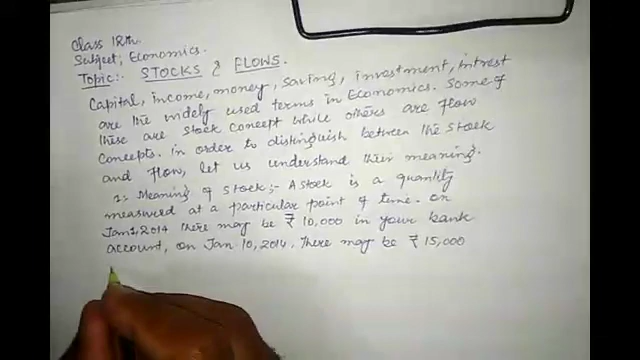 Class 12th.
Subject; Economics.
Topic:- STOCKS & FLOWS.
Capital, income, money, saving, investment, intrest
are the widely used terms in Economics. Some of
these are stock concept while others are flow
concepts. in order to distinguish between the stock
and flow, let us understand their meaning.
1:- Meaning of stock;- A stock is a quantity
measured at a particular point of time. on
Jan 1, 2014 there may be ₹ 10,000 in your bank
account, on Jan 10, 2014. There may be ₹ 15,000